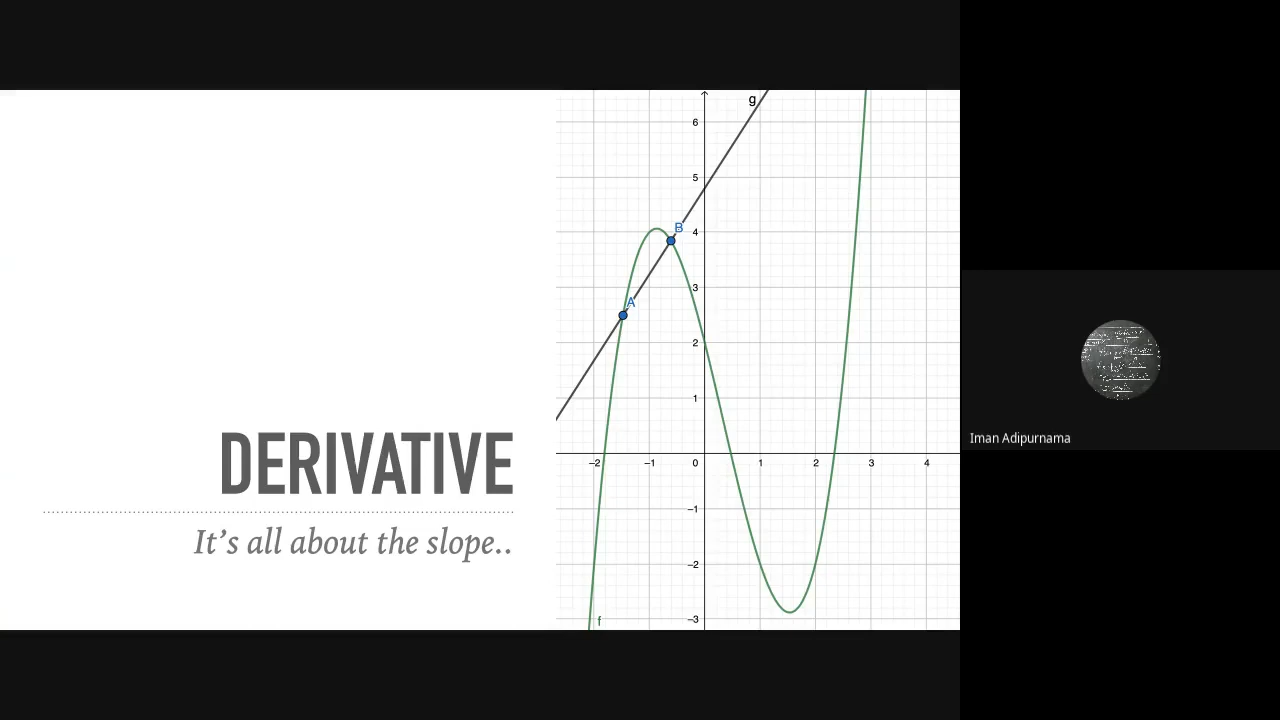 DERIVATIVE
It's all about the slope..
g
6
5
B
4
3
A
2
1
−2 −1 0 1 2 3 4
−1
−2
−3
f
Iman Adipurnama